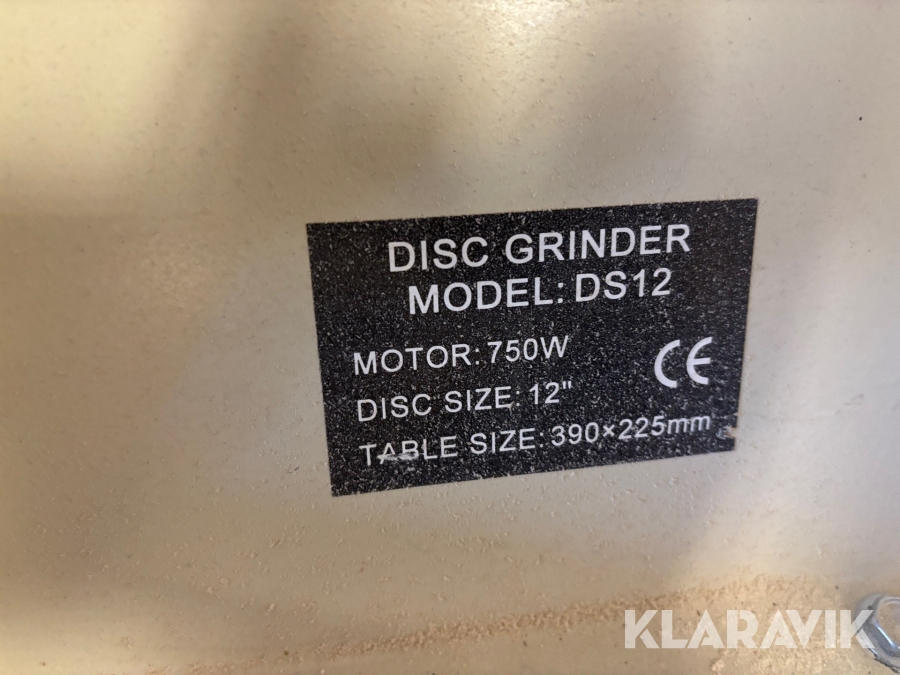 DISC GRINDER
MODEL: DS12
MOTOR: 750W
CE
DISC SIZE: 12"
TABLE SIZE: 390×225mm
KLARAVIK